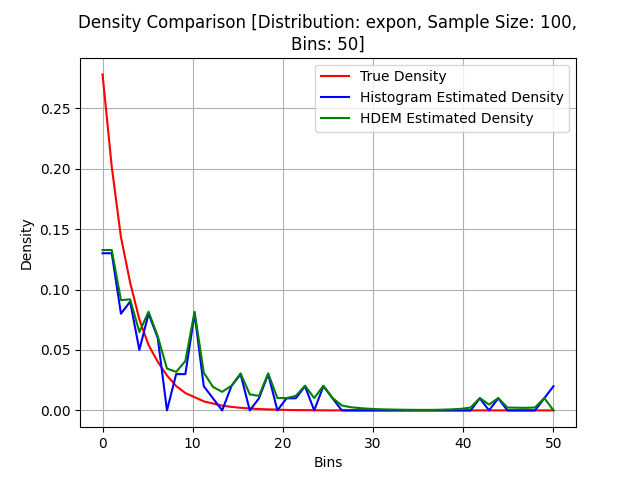 Density Comparison [Distribution: expon, Sample Size: 100,
Bins: 50]
True Density
Histogram Estimated Density
HDEM Estimated Density
Density
0.25
0.20
0.15
0.10
0.05
0.00
0 10 20 30 40 50
Bins